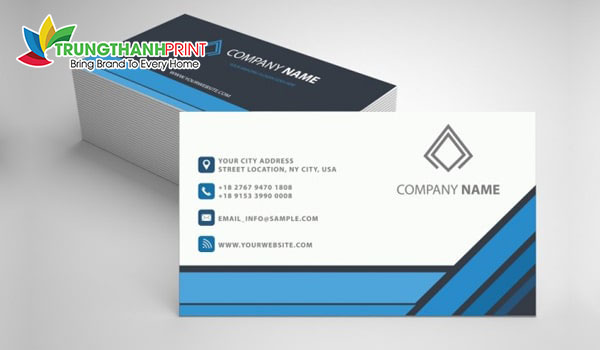 TRUNGTHANHPRINT
Bring Brand To Every Home
COMPANY NAME
WWW.YOURWEBSITE.COM
YOUR CITY ADDRESS
STREET LOCATION, NY CITY, USA
+18 2767 9470 1808
+18 9153 3990 0008
EMAIL_INFO@SAMPLE.COM
WWW.YOURWEBSITE.COM
COMPANY NAME